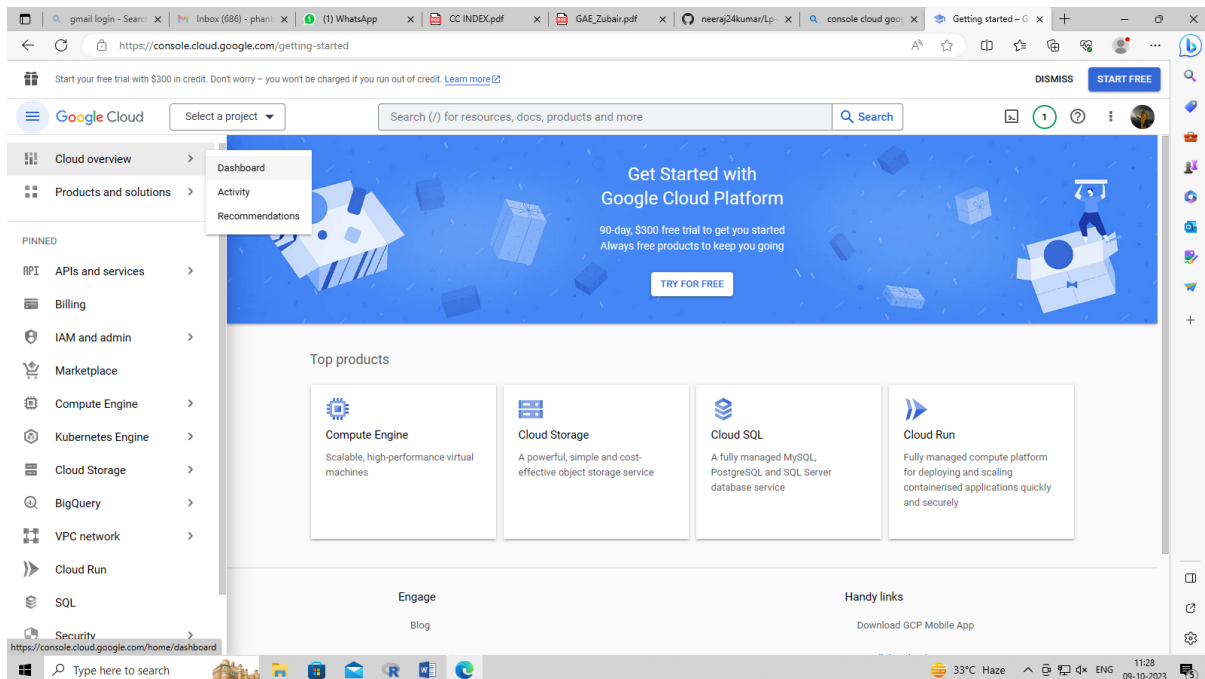 gmail login - Searc
Inbox (686) - phant
(1) WhatsApp
CC INDEX.pdf
GAE_Zubair.pdf
neeraj24kumar/Lp-
console cloud goo
Getting started – G
https://console.cloud.google.com/getting-started
Start your free trial with $300 in credit. Don't worry – you won't be charged if you run out of credit. Learn more
DISMISS
START FREE
Google Cloud
Select a project
Search (/) for resources, docs, products and more
Search
1
Cloud overview
Products and solutions
Dashboard
Activity
Recommendations
PINNED
API APIs and services
Billing
IAM and admin
Marketplace
Compute Engine
Kubernetes Engine
Cloud Storage
BigQuery
VPC network
Cloud Run
SQL
Security
Get Started with
Google Cloud Platform
90-day, $300 free trial to get you started
Always free products to keep you going
TRY FOR FREE
Top products
Compute Engine
Scalable, high-performance virtual
machines
Cloud Storage
A powerful, simple and cost-
effective object storage service
Cloud SQL
A fully managed MySQL,
PostgreSQL and SQL Server
database service
Cloud Run
Fully managed compute platform
for deploying and scaling
containerised applications quickly
and securely
Engage
Blog
Handy links
Download GCP Mobile App
https://console.cloud.google.com/home/dashboard
Type here to search
33°C Haze
ENG
11:28
09-10-2023